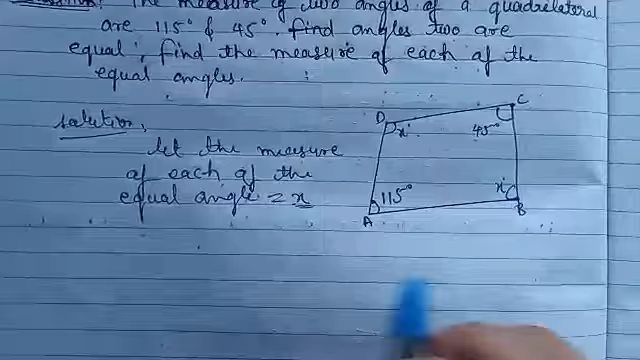 The measure of two angles of a quadrilateral
are 115° & 45°. find angles two are
equal; find the measure of each of the
equal angles.
solution,
let the measure
of each of the
equal angle = x
D
C
x°
45°
115°
x°
A
B